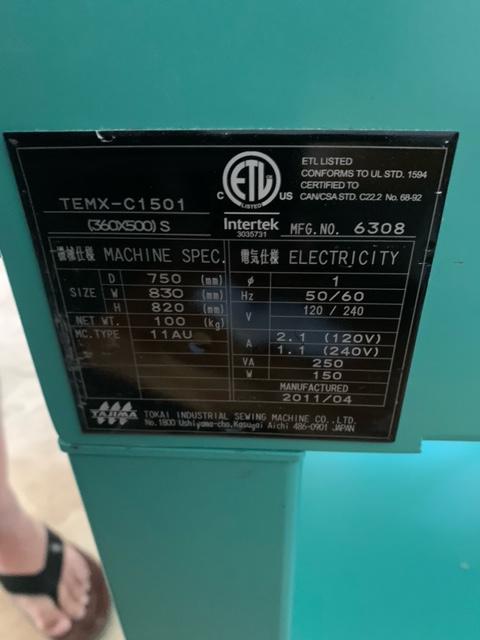 TEMX-C1501
(360X500) S
C ETL US
LISTED
Intertek
3035731
ETL LISTED
CONFORMS TO UL STD. 1594
CERTIFIED TO
CAN/CSA STD. C22.2 No. 68-92
MFG.NO. 6308
機械仕様 MACHINE SPEC.
SIZE
D 750 (mm)
W 830 (mm)
H 820 (mm)
NET WT. 100 (kg)
MC.TYPE 11AU
電気仕様 ELECTRICITY
φ 1
Hz 50/60
V 120 / 240
A 2.1 (120V)
1.1 (240V)
VA 250
W 150
MANUFACTURED
2011/04
TAJIMA
TOKAI INDUSTRIAL SEWING MACHINE CO.,LTD.
No.1800 Ushiyama-cho,Kasugai Aichi 486-0901 JAPAN